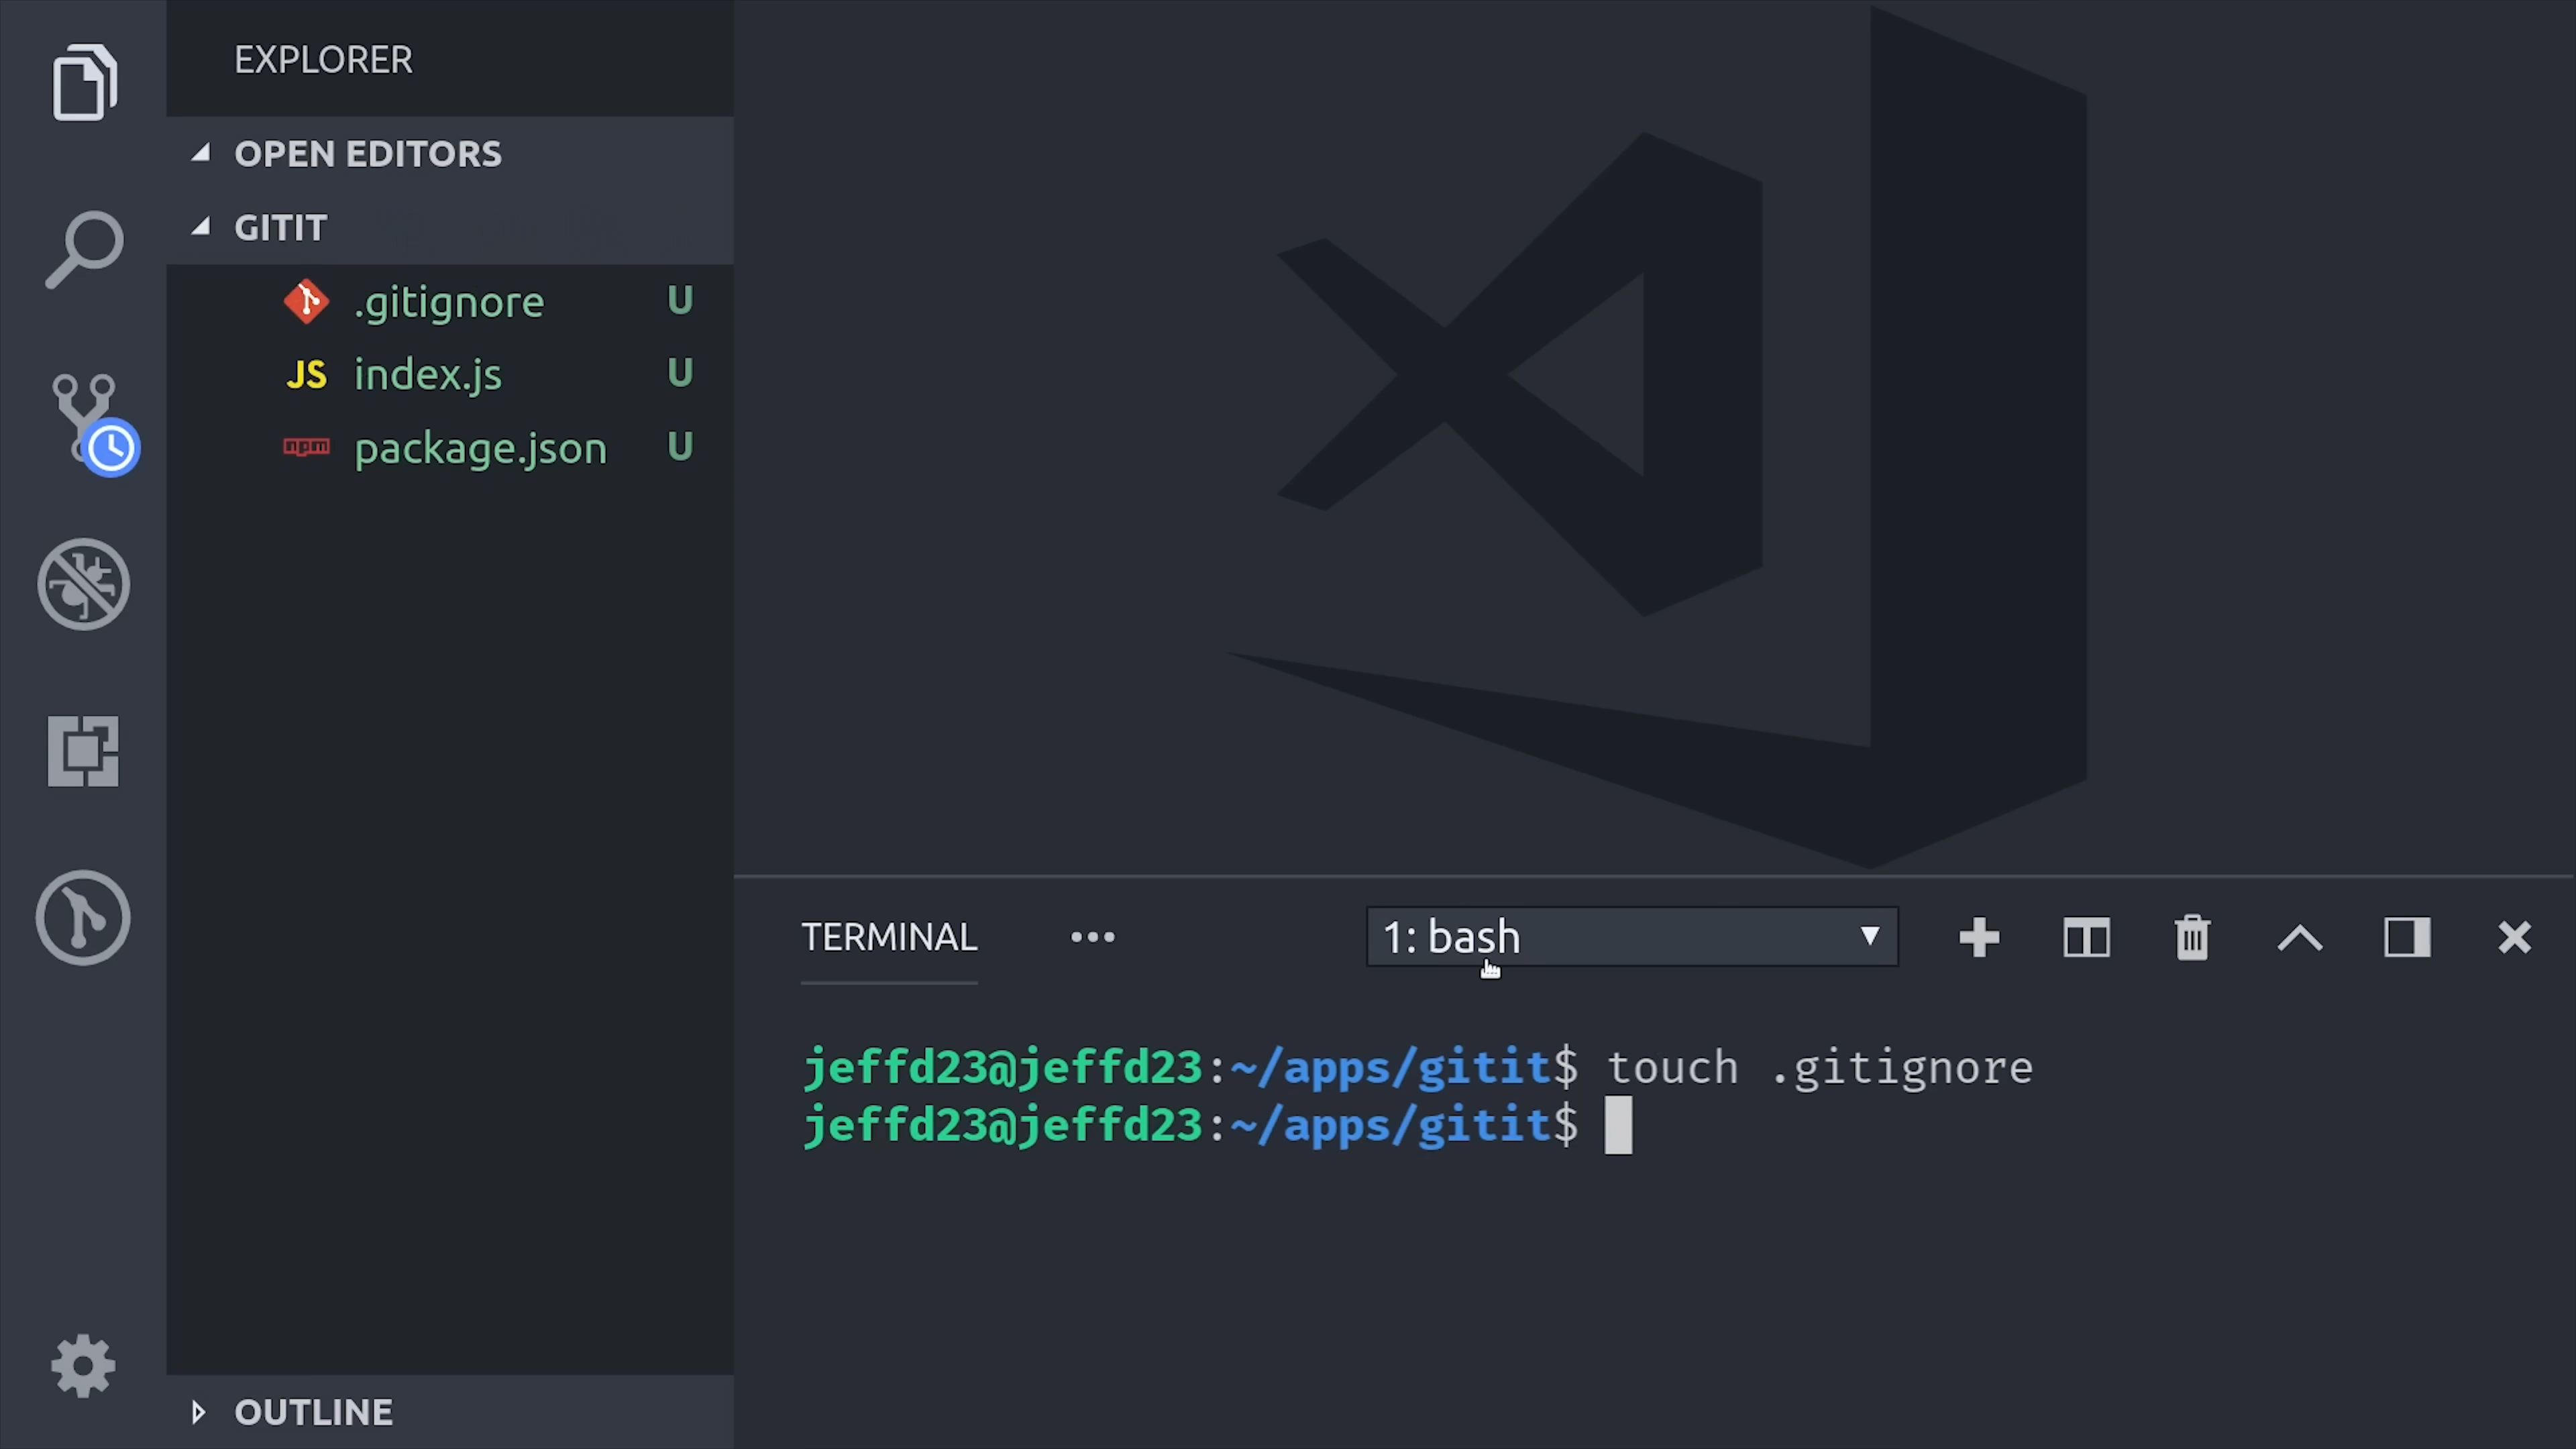 EXPLORER
OPEN EDITORS
GITIT
.gitignore U
JS index.js U
npm package.json U
OUTLINE
TERMINAL ••• 1: bash
jeffd23@jeffd23:~/apps/gitit$ touch .gitignore
jeffd23@jeffd23:~/apps/gitit$